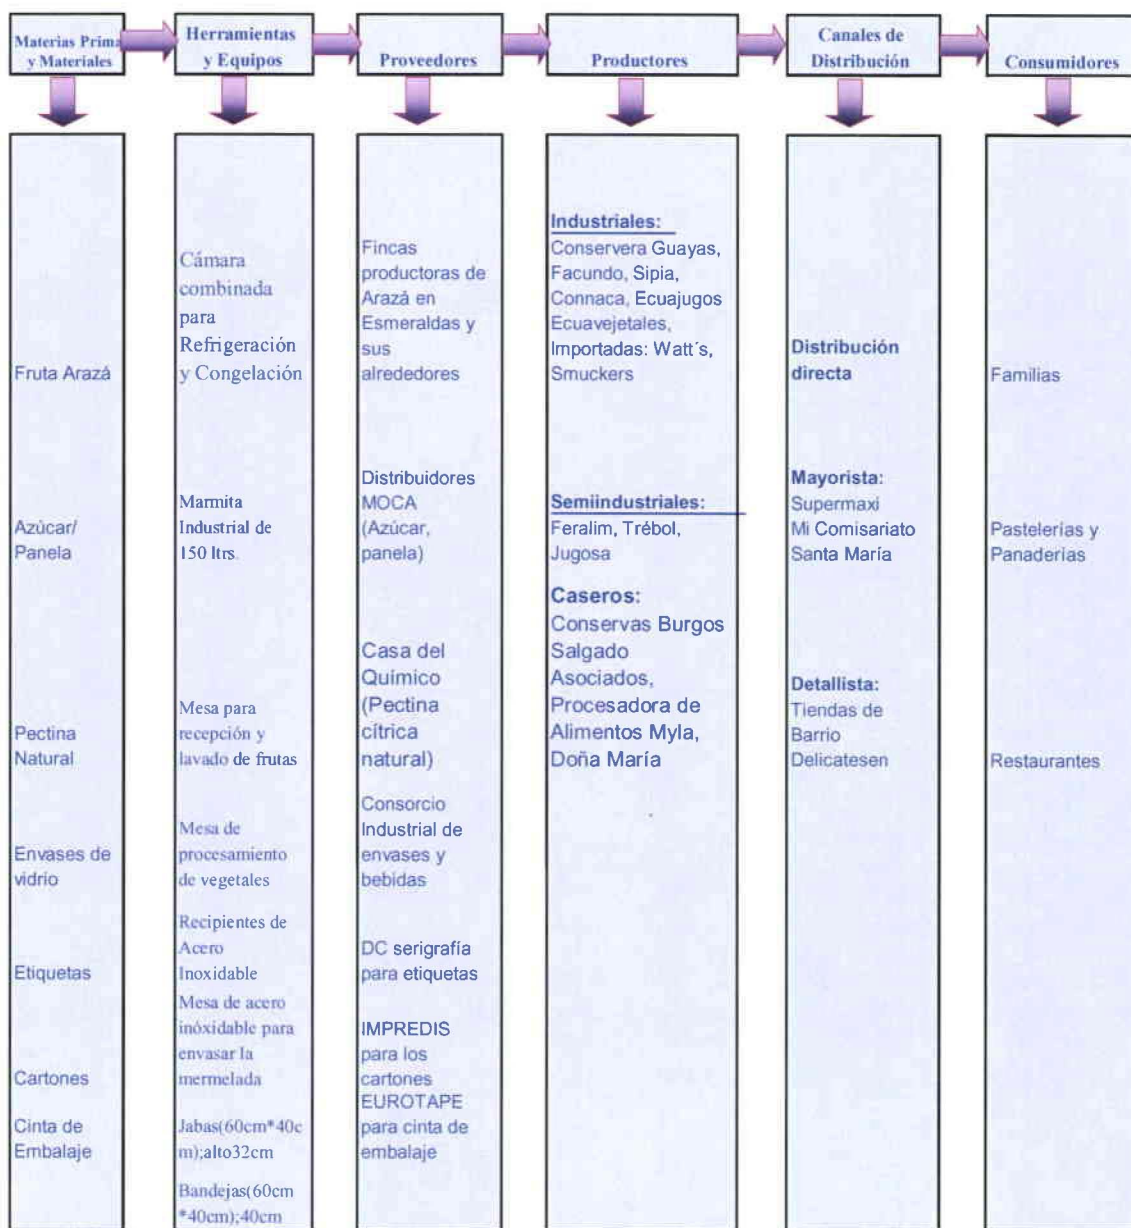 Materias Prima
y Materiales
Herramientas
y Equipos
Proveedores
Productores
Canales de
Distribución
Consumidores
Fruta Arazá
Azúcar/
Panela
Pectina
Natural
Envases de
vidrio
Etiquetas
Cartones
Cinta de
Embalaje
Cámara
combinada
para
Refrigeración
y Congelación
Marmita
Industrial de
150 ltrs.
Mesa para
recepción y
lavado de frutas
Mesa de
procesamiento
de vegetales
Recipientes de
Acero
Inoxidable
Mesa de acero
inóxidable para
envasar la
mermelada
Jabas(60cm*40c
m);alto32cm
Bandejas(60cm
*40cm);40cm
Fincas
productoras de
Arazá en
Esmeraldas y
sus
alrededores
Distribuidores
MOCA
(Azúcar,
panela)
Casa del
Químico
(Pectina
cítrica
natural)
Consorcio
Industrial de
envases y
bebidas
DC serigrafía
para etiquetas
IMPREDIS
para los
cartones
EUROTAPE
para cinta de
embalaje
Industriales:
Conservera Guayas,
Facundo, Sipia,
Connaca, Ecuajugos
Ecuavejetales,
Importadas: Watt´s,
Smuckers
Semiindustriales:
Feralim, Trébol,
Jugosa
Caseros:
Conservas Burgos
Salgado
Asociados,
Procesadora de
Alimentos Myla,
Doña María
Distribución
directa
Mayorista:
Supermaxi
Mi Comisariato
Santa María
Detallista:
Tiendas de
Barrio
Delicatesen
Familias
Pastelerías y
Panaderías
Restaurantes